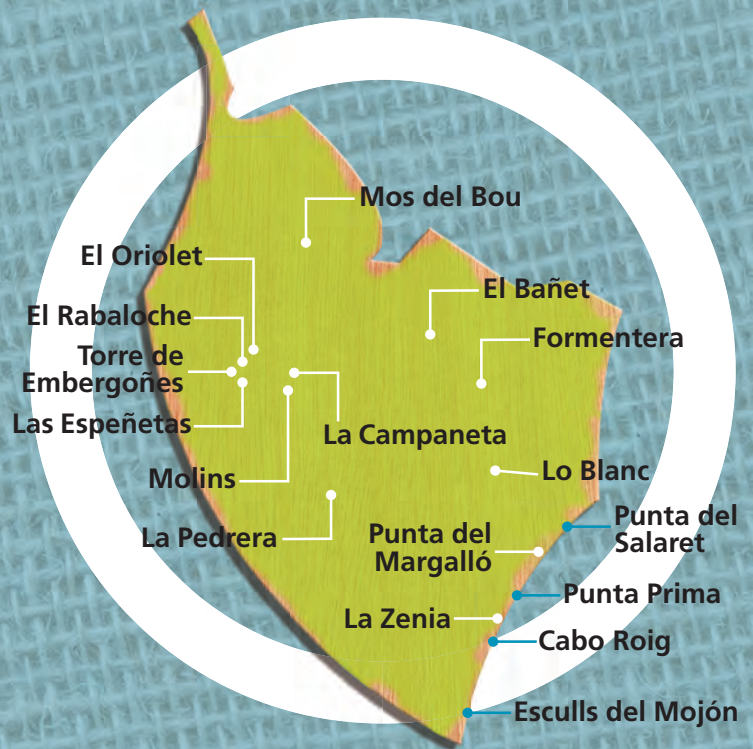 Mos del Bou
El Oriolet
El Bañet
El Rabaloche
Formentera
Torre de
Embergoñes
Las Espeñetas
La Campaneta
Molins
Lo Blanc
La Pedrera
Punta del
Margalló
Punta del
Salaret
Punta Prima
La Zenia
Cabo Roig
Esculls del Mojón